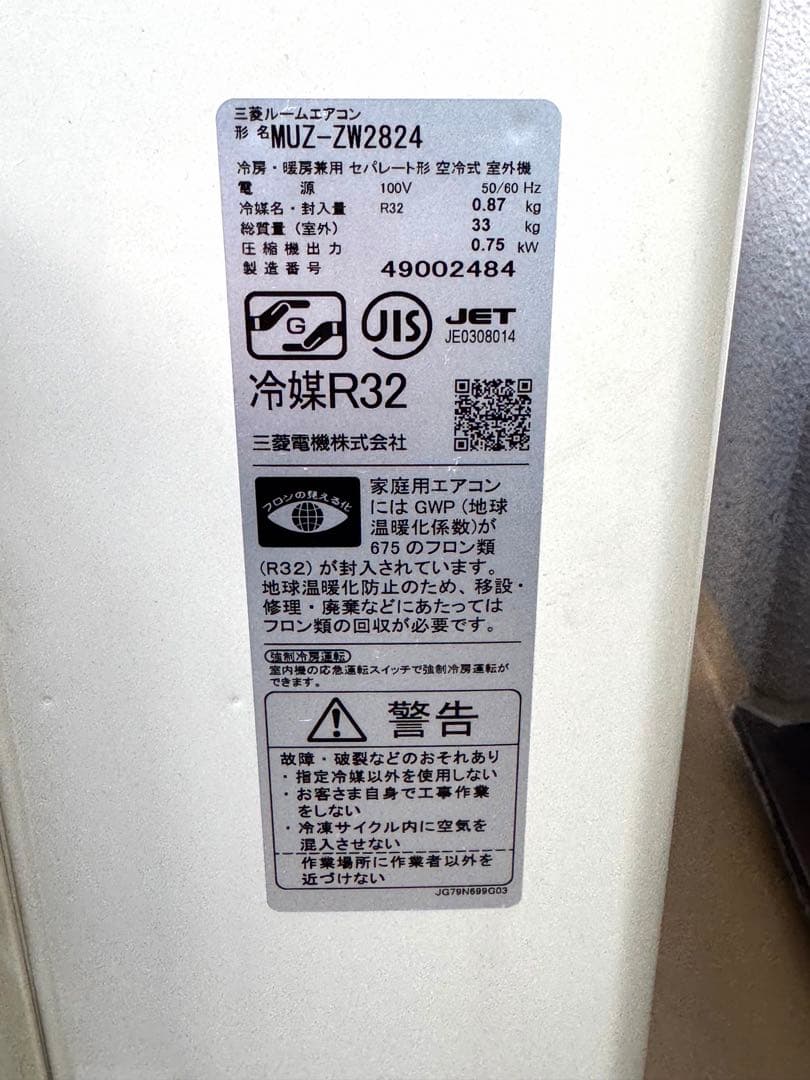 三菱ルームエアコン
形名 MUZ-ZW2824
冷房・暖房兼用 セパレート形 空冷式 室外機
電源 100V 50/60 Hz
冷媒名・封入量 R32 0.87 kg
総質量(室外) 33 kg
圧縮機出力 0.75 kW
製造番号 49002484
G
JIS
JET
JE0308014
冷媒R32
三菱電機株式会社
フロンの見える化
家庭用エアコン
にはGWP(地球
温暖化係数)が
675のフロン類
(R32)が封入されています。
地球温暖化防止のため、移設・
修理・廃棄などにあたっては
フロン類の回収が必要です。
強制冷房運転
室内機の応急運転スイッチで強制冷房運転が
できます。
警告
故障・破裂などのおそれあり
・指定冷媒以外を使用しない
・お客さま自身で工事作業
をしない
・冷凍サイクル内に空気を
混入させない
作業場所に作業者以外を
近づけない
JG79N699G03